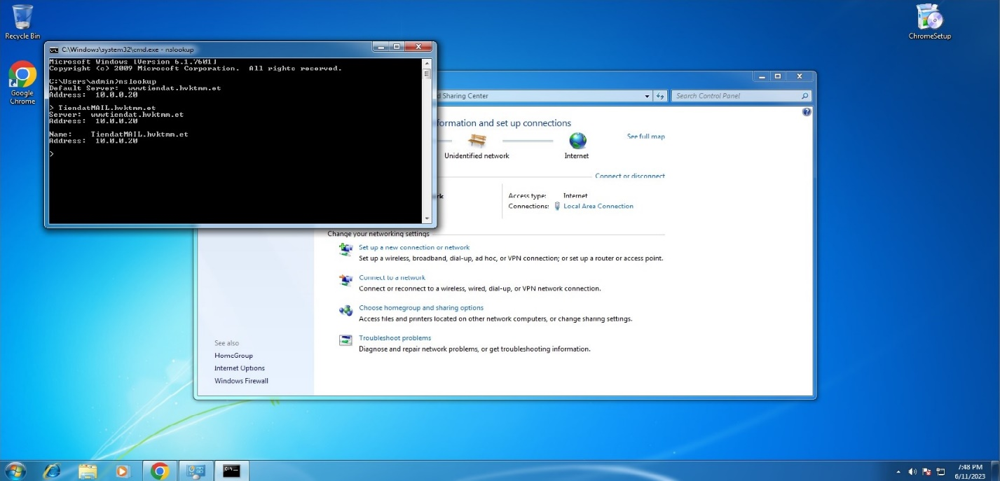 Recycle Bin
Google
Chrome
ChromeSetup
C:\Windows\system32\cmd.exe - nslookup
Microsoft Windows [Version 6.1.7601]
Copyright (c) 2009 Microsoft Corporation.  All rights reserved.
C:\Users\admin>nslookup
Default Server:  wwwtiendat.hvktmm.et
Address:  10.0.0.20
> TiendatMAIL.hvktmm.et
Server:  wwwtiendat.hvktmm.et
Address:  10.0.0.20
Name:    TiendatMAIL.hvktmm.et
Address:  10.0.0.20
>
d Sharing Center
Search Control Panel
formation and set up connections
See full map
Unidentified network
Internet
Connect or disconnect
rk
Access type: Internet
Connections: Local Area Connection
Change your networking settings
Set up a new connection or network
Set up a wireless, broadband, dial-up, ad hoc, or VPN connection; or set up a router or access point.
Connect to a network
Connect or reconnect to a wireless, wired, dial-up, or VPN network connection.
Choose homegroup and sharing options
Access files and printers located on other network computers, or change sharing settings.
Troubleshoot problems
Diagnose and repair network problems, or get troubleshooting information.
See also
HomeGroup
Internet Options
Windows Firewall
7:48 PM
6/11/2023